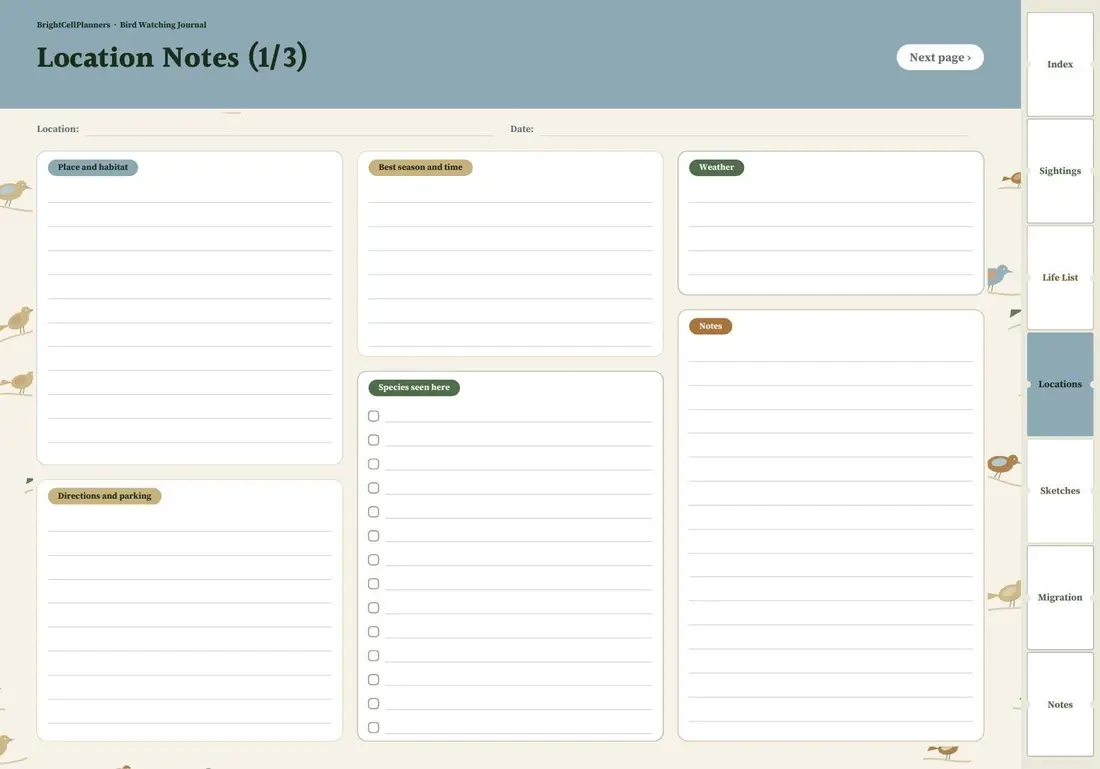 BrightCellPlanners · Bird Watching Journal
Location Notes (1/3)
Next page ›
Location:
Date:
Place and habitat
Best season and time
Weather
Notes
Species seen here
Directions and parking
Index
Sightings
Life List
Locations
Sketches
Migration
Notes